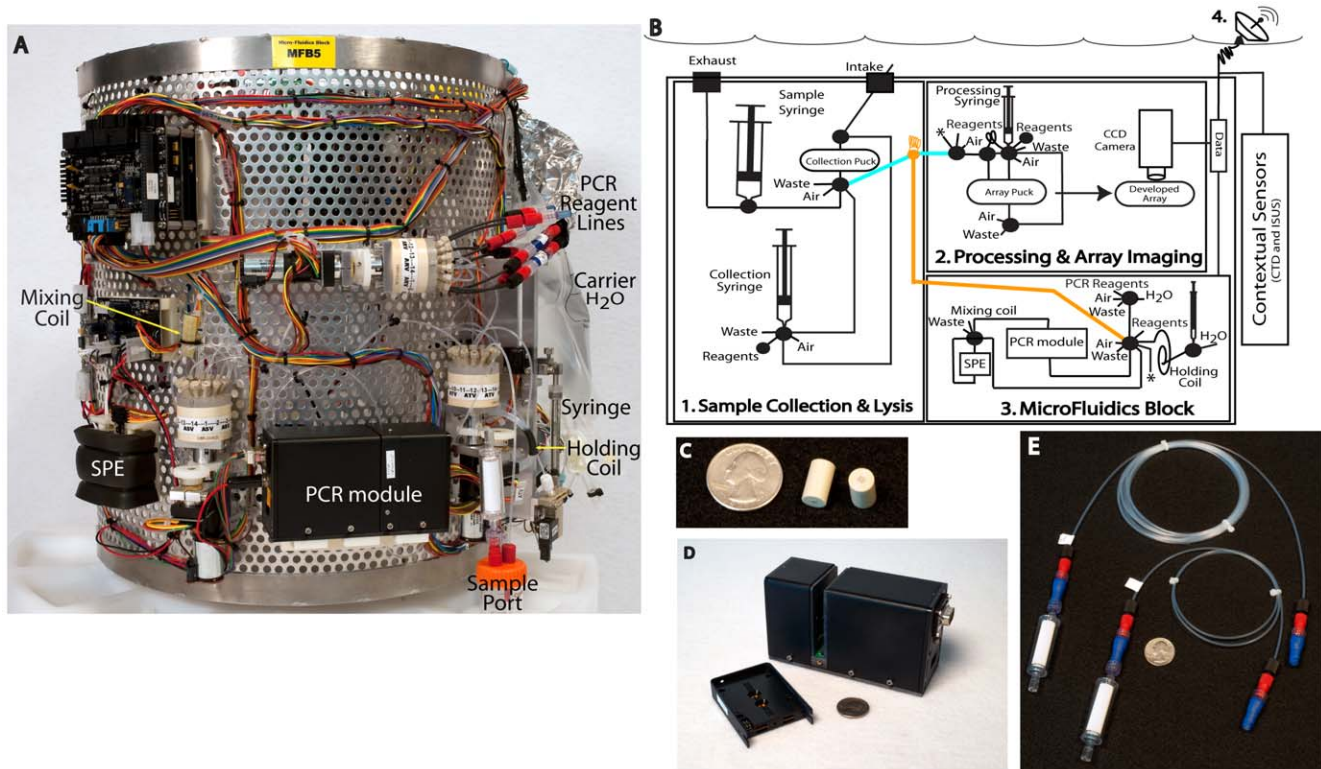 A
Micro-Fluidics Block
MFB5
PCR
Reagent
Lines
Carrier
H2O
Mixing
Coil
SPE
PCR module
Syringe
Holding
Coil
Sample
Port
B
4.
Exhaust
Intake
Sample
Syringe
Collection Puck
Waste
Air
Collection
Syringe
Waste
Reagents
Air
1. Sample Collection & Lysis
Processing
Syringe
*
Reagents
Air
Reagents
Waste
Air
Array Puck
Air
Waste
CCD
Camera
Developed
Array
2. Processing & Array Imaging
Data
Contextual Sensors
(CTD and ISUS)
PCR Reagents
Air
H2O
Waste
Mixing coil
Waste
SPE
PCR module
Reagents
Air
Waste
*
H2O
Holding
Coil
3. MicroFluidics Block
C
D
E